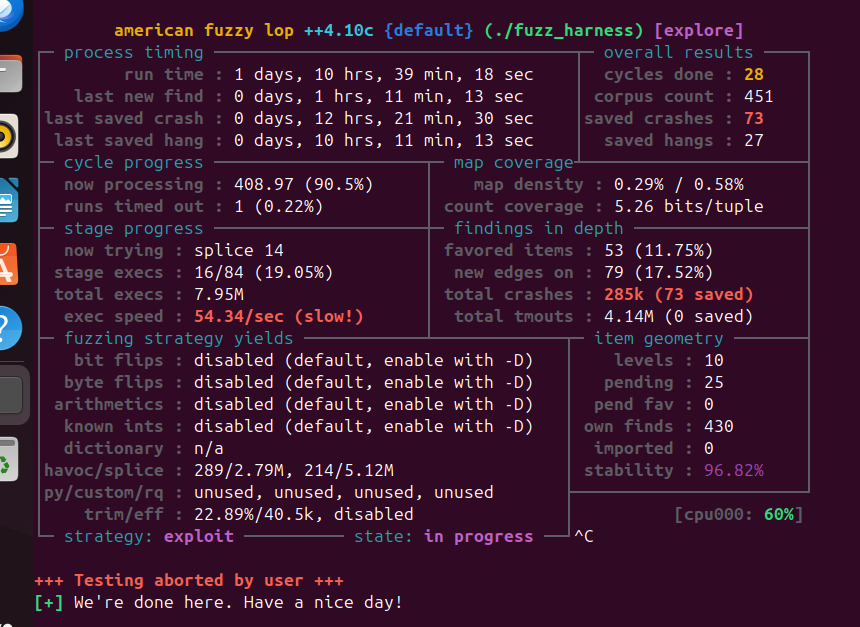 american fuzzy lop ++4.10c {default} (./fuzz_harness) [explore]
process timing overall results
run time : 1 days, 10 hrs, 39 min, 18 sec cycles done : 28
last new find : 0 days, 1 hrs, 11 min, 13 sec corpus count : 451
last saved crash : 0 days, 12 hrs, 21 min, 30 sec saved crashes : 73
last saved hang : 0 days, 10 hrs, 11 min, 13 sec saved hangs : 27
cycle progress map coverage
now processing : 408.97 (90.5%) map density : 0.29% / 0.58%
runs timed out : 1 (0.22%) count coverage : 5.26 bits/tuple
stage progress findings in depth
now trying : splice 14 favored items : 53 (11.75%)
stage execs : 16/84 (19.05%) new edges on : 79 (17.52%)
total execs : 7.95M total crashes : 285k (73 saved)
exec speed : 54.34/sec (slow!) total tmouts : 4.14M (0 saved)
fuzzing strategy yields item geometry
bit flips : disabled (default, enable with -D) levels : 10
byte flips : disabled (default, enable with -D) pending : 25
arithmetics : disabled (default, enable with -D) pend fav : 0
known ints : disabled (default, enable with -D) own finds : 430
dictionary : n/a imported : 0
havoc/splice : 289/2.79M, 214/5.12M stability : 96.82%
py/custom/rq : unused, unused, unused, unused
trim/eff : 22.89%/40.5k, disabled [cpu000: 60%]
strategy: exploit state: in progress ^C
+++ Testing aborted by user +++
[+] We're done here. Have a nice day!